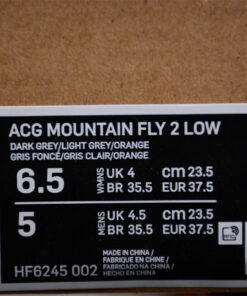 ACG MOUNTAIN FLY 2 LOW
DARK GREY/LIGHT GREY/ORANGE
GRIS FONCÉ/GRIS CLAIR/ORANGE
6.5 WMNS UK 4 cm 23.5
BR 35.5 EUR 37.5
5 MENS UK 4.5 cm 23.5
BR 35.5 EUR 37.5
MADE IN CHINA /
FABRIQUE EN CHINE /
FABRICADO NA CHINA /
HECHO EN CHINA
HF6245 002